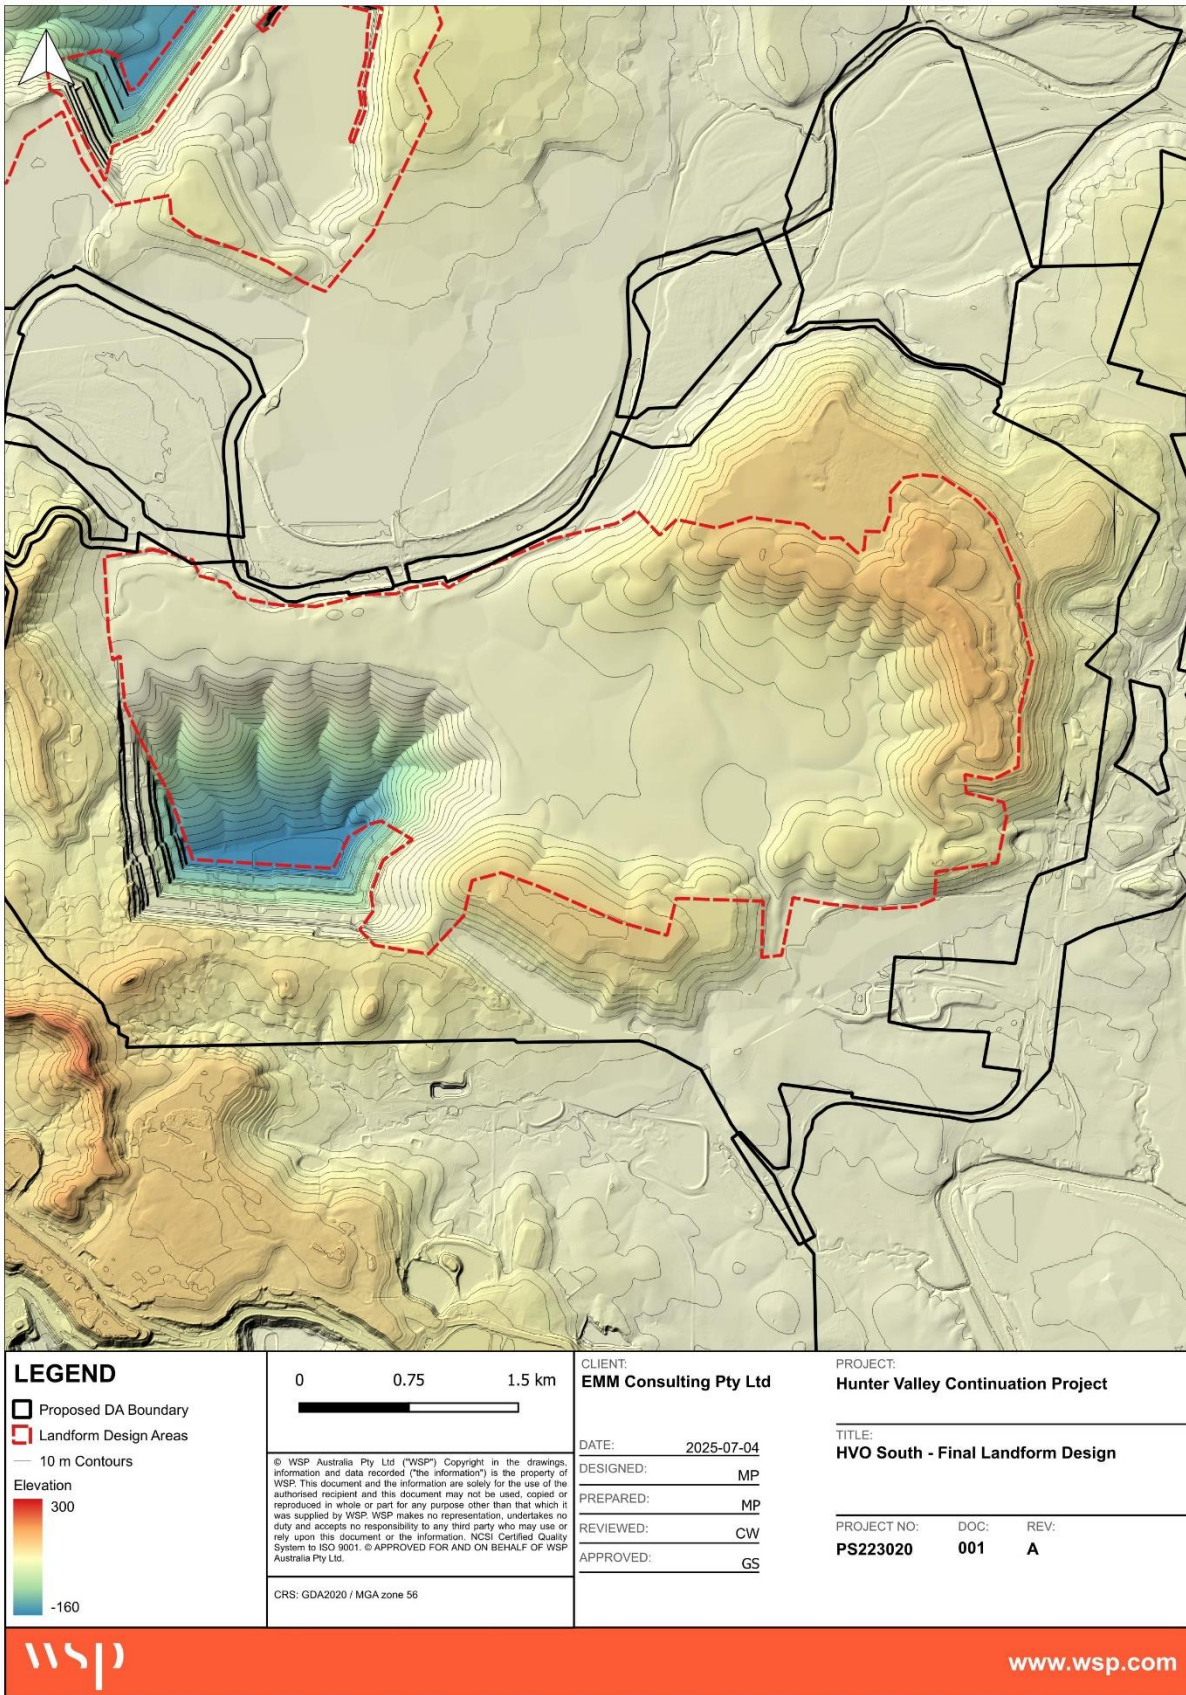 LEGEND
Proposed DA Boundary
Landform Design Areas
10 m Contours
Elevation
300
-160
0 0.75 1.5 km
© WSP Australia Pty Ltd ("WSP") Copyright in the drawings,
information and data recorded ("the information") is the property of
WSP. This document and the information are solely for the use of the
authorised recipient and this document may not be used, copied or
reproduced in whole or part for any purpose other than that which it
was supplied by WSP. WSP makes no representation, undertakes no
duty and accepts no responsibility to any third party who may use or
rely upon this document or the information. NCSI Certified Quality
System to ISO 9001. © APPROVED FOR AND ON BEHALF OF WSP
Australia Pty Ltd.
CRS: GDA2020 / MGA zone 56
CLIENT:
EMM Consulting Pty Ltd
DATE: 2025-07-04
DESIGNED: MP
PREPARED: MP
REVIEWED: CW
APPROVED: GS
PROJECT:
Hunter Valley Continuation Project
TITLE:
HVO South - Final Landform Design
PROJECT NO: DOC: REV:
PS223020 001 A
wsp
www.wsp.com